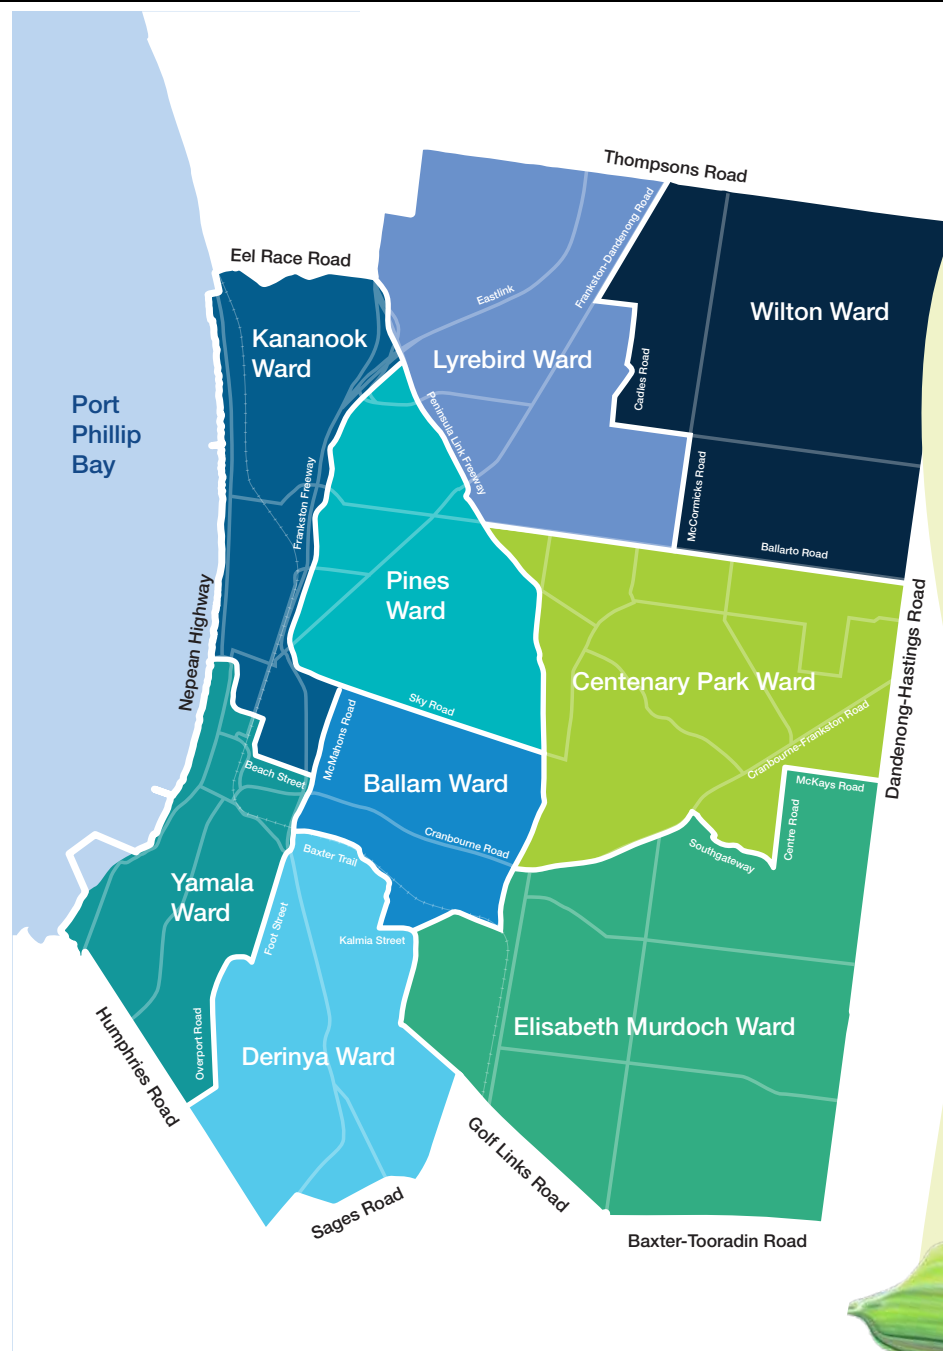 Thompsons Road
Eel Race Road
Frankston-Dandenong Road
Eastlink
Wilton Ward
Kananook
Ward
Lyrebird Ward
Cadles Road
Port
Phillip
Bay
Peninsula Link Freeway
McCormicks Road
Frankston Freeway
Ballarto Road
Pines
Ward
Nepean Highway
Dandenong-Hastings Road
Centenary Park Ward
Sky Road
McMahons Road
Cranbourne-Frankston Road
Beach Street
Ballam Ward
McKays Road
Centre Road
Cranbourne Road
Southgateway
Baxter Trail
Yamala
Ward
Foot Street
Kalmia Street
Elisabeth Murdoch Ward
Overport Road
Derinya Ward
Humphries Road
Golf Links Road
Sages Road
Baxter-Tooradin Road